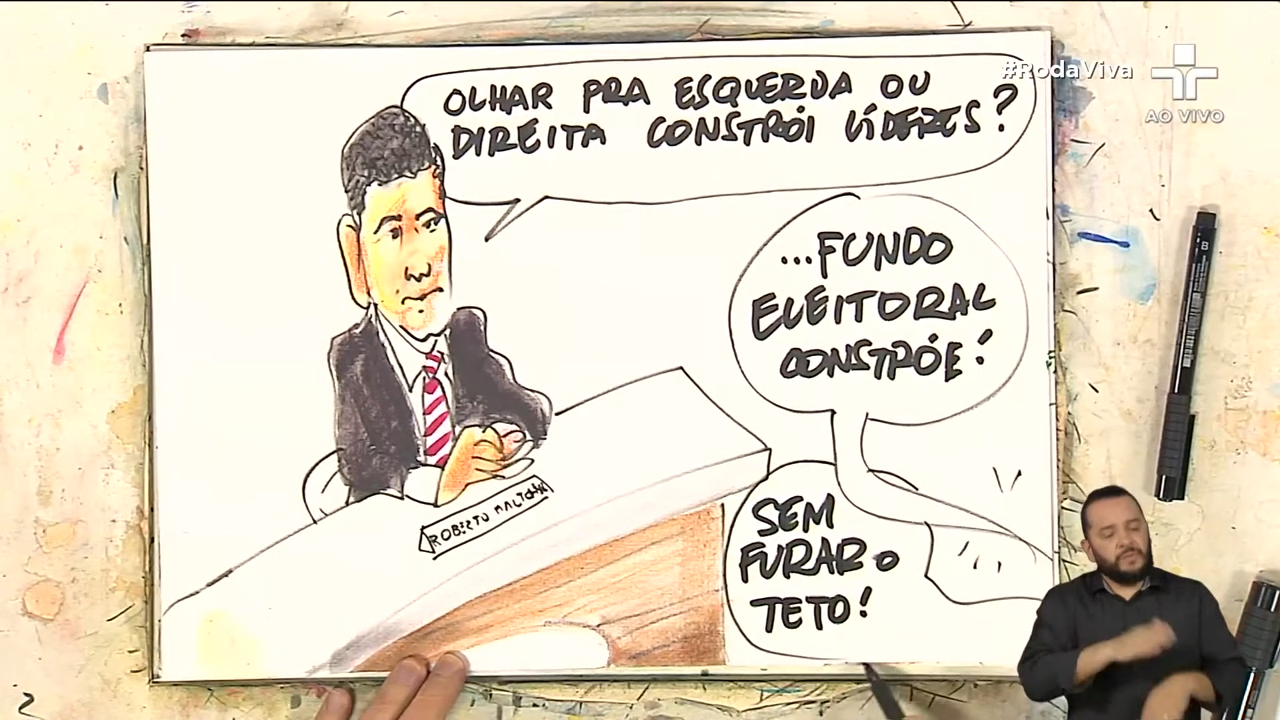 #RodaViva
AO VIVO
OLHAR PRA ESQUERDA OU
DIREITA CONSTRÓI LÍDERES?
...FUNDO
ELEITORAL
CONSTRÓE!
SEM
FURAR O
TETO!
ROBERTO
B